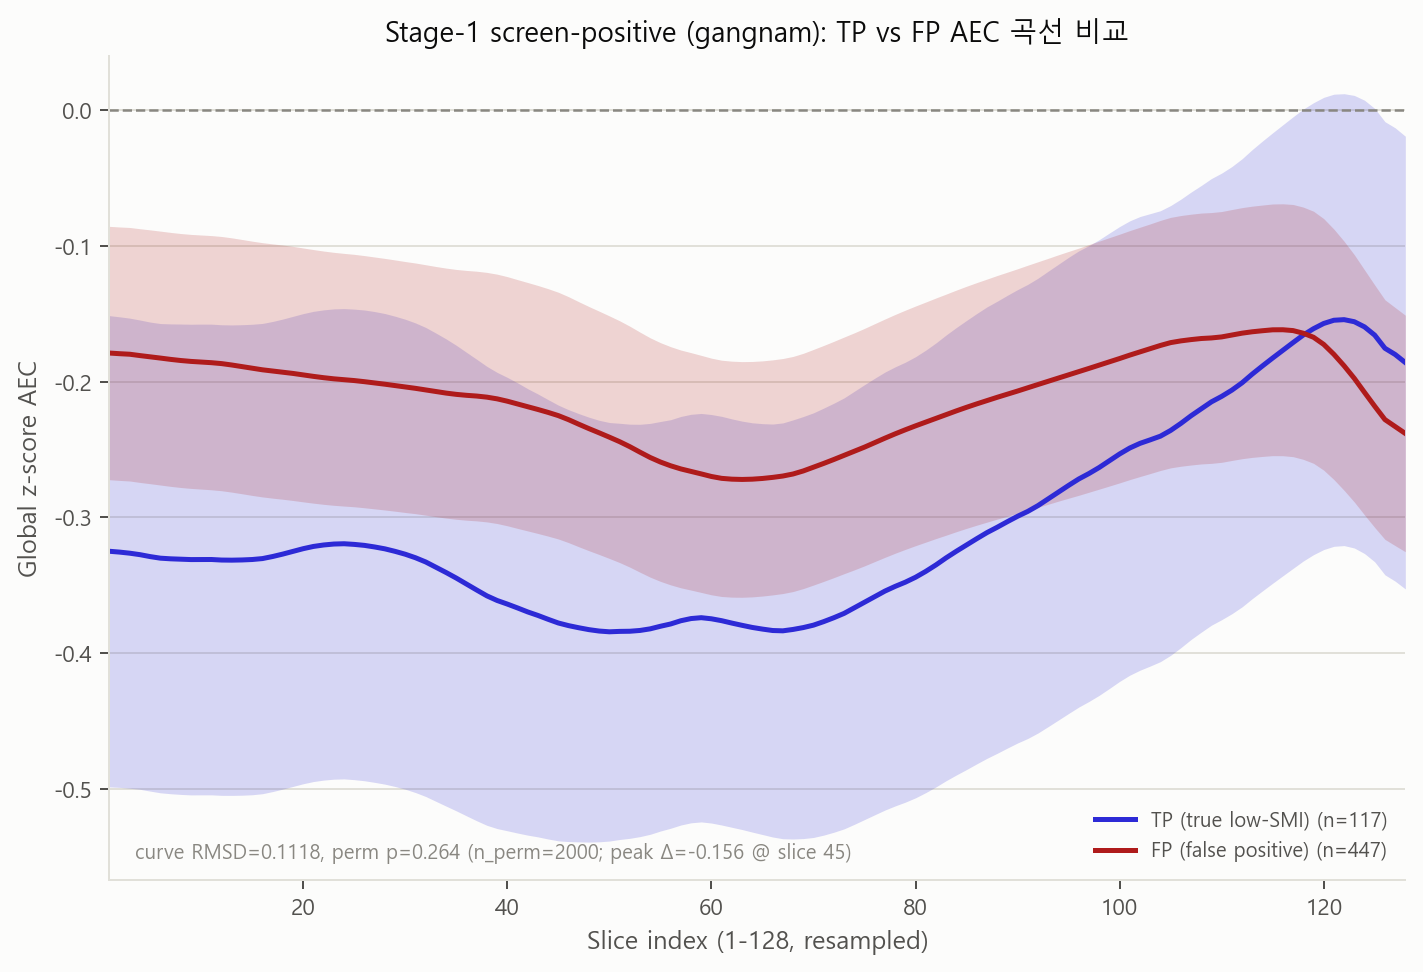 Stage-1 screen-positive (gangnam): TP vs FP AEC 곡선 비교
Global z-score AEC
0.0
-0.1
-0.2
-0.3
-0.4
-0.5
TP (true low-SMI) (n=117)
FP (false positive) (n=447)
curve RMSD=0.1118, perm p=0.264 (n_perm=2000; peak Δ=-0.156 @ slice 45)
20 40 60 80 100 120
Slice index (1-128, resampled)